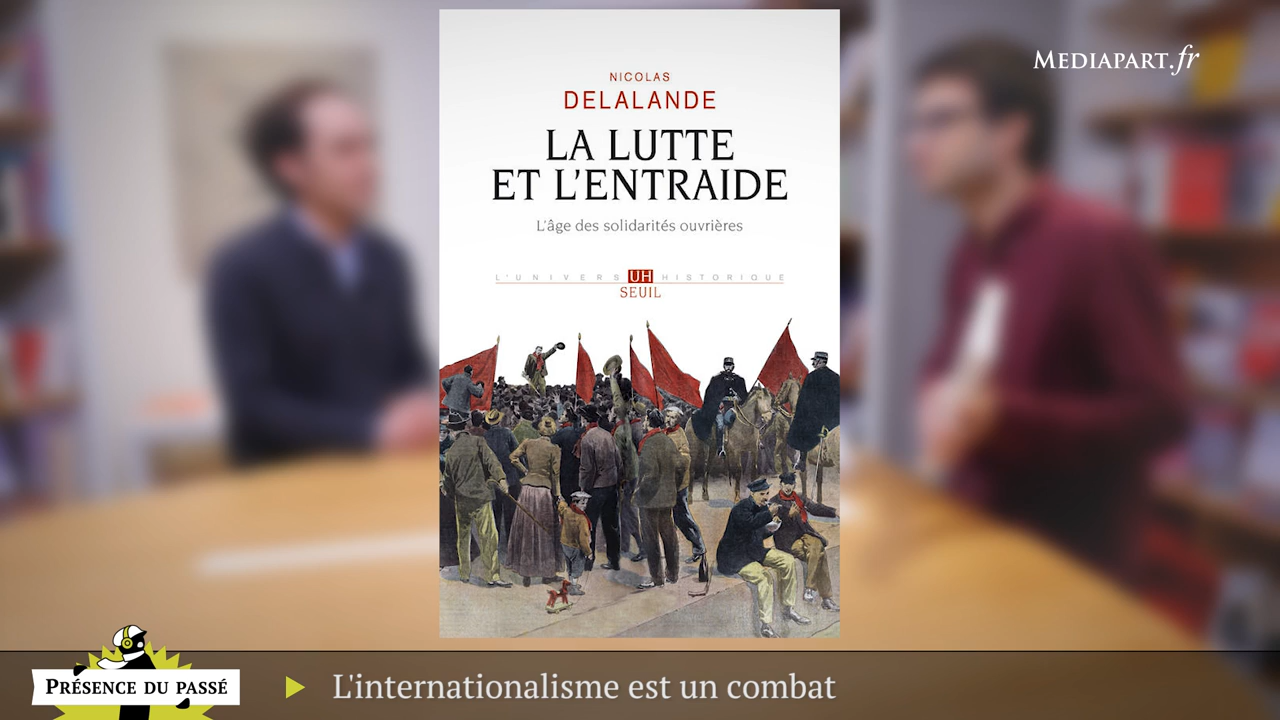 MEDIAPART.fr
NICOLAS
DELALANDE
LA LUTTE
ET L'ENTRAIDE
L'âge des solidarités ouvrières
L'UNIVERS UH HISTORIQUE
SEUIL
PRÉSENCE DU PASSÉ
L'internationalisme est un combat